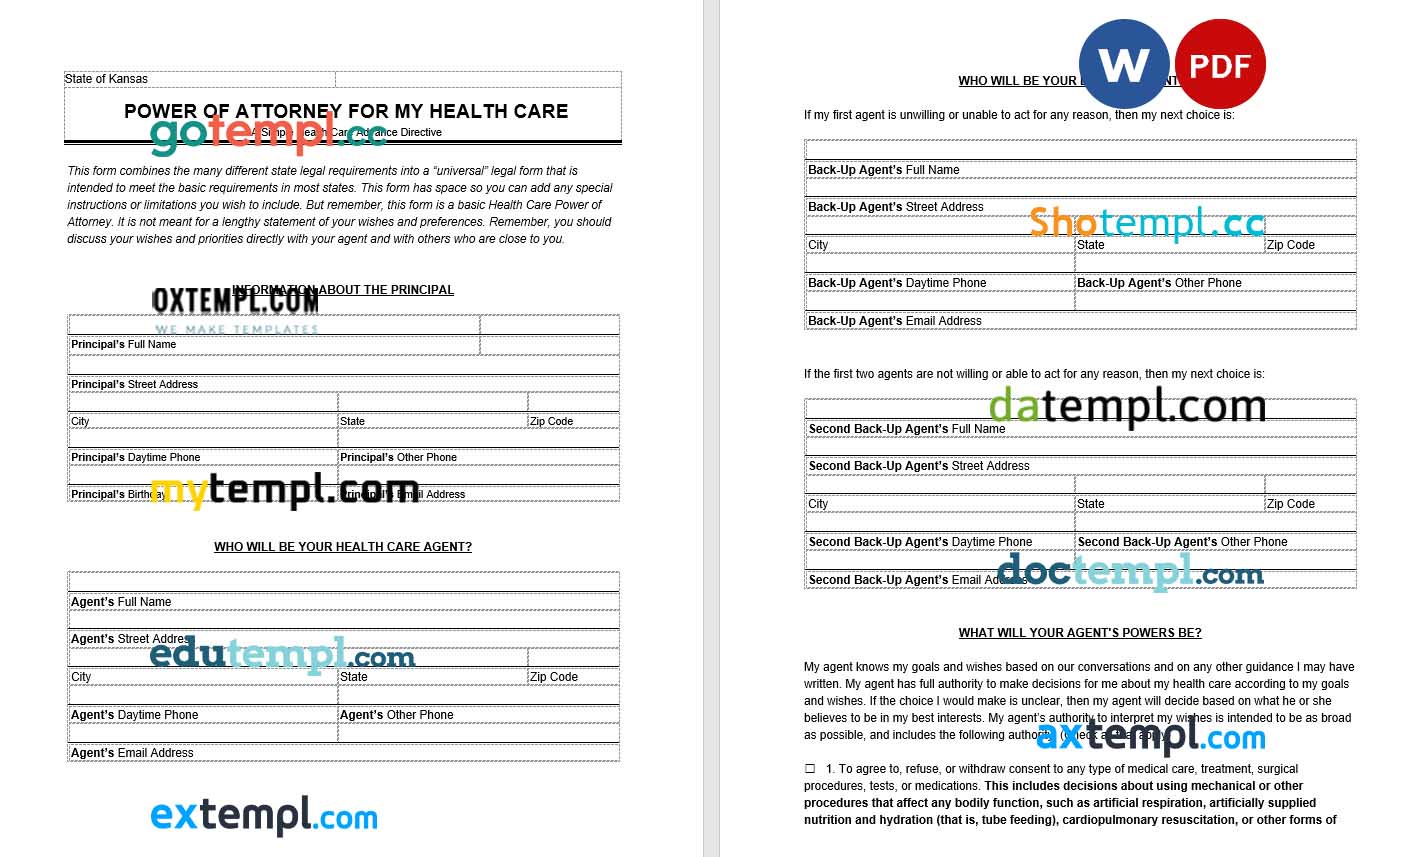 State of Kansas
POWER OF ATTORNEY FOR MY HEALTH CARE
gotempl.cc
A Simple Health Care Advance Directive
This form combines the many different state legal requirements into a “universal” legal form that is
intended to meet the basic requirements in most states. This form has space so you can add any special
instructions or limitations you wish to include. But remember, this form is a basic Health Care Power of
Attorney. It is not meant for a lengthy statement of your wishes and preferences. Remember, you should
discuss your wishes and priorities directly with your agent and with others who are close to you.
INFORMATION ABOUT THE PRINCIPAL
OXTEMPL.COM
WE MAKE TEMPLATES
Principal’s Full Name
Principal’s Street Address
City State Zip Code
Principal’s Daytime Phone Principal’s Other Phone
mytempl.com
Principal’s Birthday Principal’s Email Address
WHO WILL BE YOUR HEALTH CARE AGENT?
Agent’s Full Name
Agent’s Street Address
edutempl.com
City State Zip Code
Agent’s Daytime Phone Agent’s Other Phone
Agent’s Email Address
extempl.com
W PDF
WHO WILL BE YOUR
If my first agent is unwilling or unable to act for any reason, then my next choice is:
Back-Up Agent’s Full Name
Back-Up Agent’s Street Address
Shotempl.cc
City State Zip Code
Back-Up Agent’s Daytime Phone Back-Up Agent’s Other Phone
Back-Up Agent’s Email Address
If the first two agents are not willing or able to act for any reason, then my next choice is:
datempl.com
Second Back-Up Agent’s Full Name
Second Back-Up Agent’s Street Address
City State Zip Code
Second Back-Up Agent’s Daytime Phone Second Back-Up Agent’s Other Phone
doctempl.com
Second Back-Up Agent’s Email Address
WHAT WILL YOUR AGENT'S POWERS BE?
My agent knows my goals and wishes based on our conversations and on any other guidance I may have
written. My agent has full authority to make decisions for me about my health care according to my goals
and wishes. If the choice I would make is unclear, then my agent will decide based on what he or she
believes to be in my best interests. My agent’s authority to interpret my wishes is intended to be as broad
as possible, and includes the following authority. (Check all that apply)
axtempl.com
☐ 1. To agree to, refuse, or withdraw consent to any type of medical care, treatment, surgical
procedures, tests, or medications. This includes decisions about using mechanical or other
procedures that affect any bodily function, such as artificial respiration, artificially supplied
nutrition and hydration (that is, tube feeding), cardiopulmonary resuscitation, or other forms of